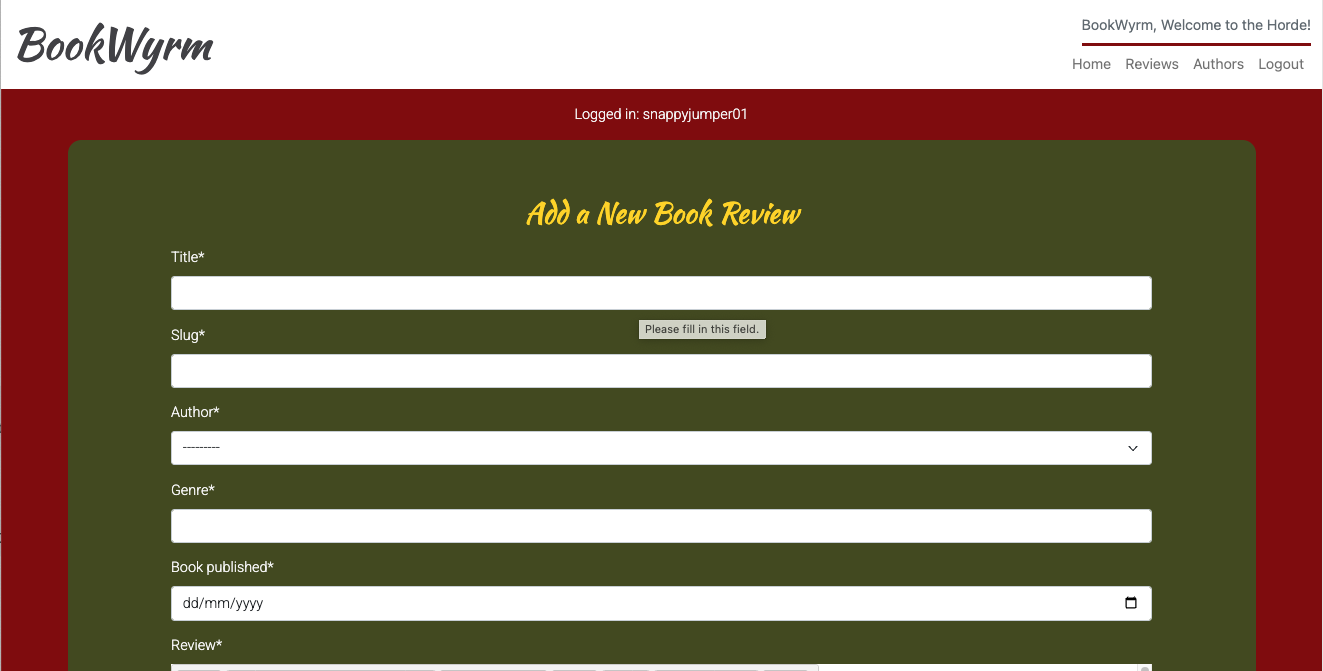 BookWyrm
BookWyrm, Welcome to the Horde!
Home Reviews Authors Logout
Logged in: snappyjumper01
Add a New Book Review
Title*
Please fill in this field.
Slug*
Author*
---------
Genre*
Book published*
dd/mm/yyyy
Review*